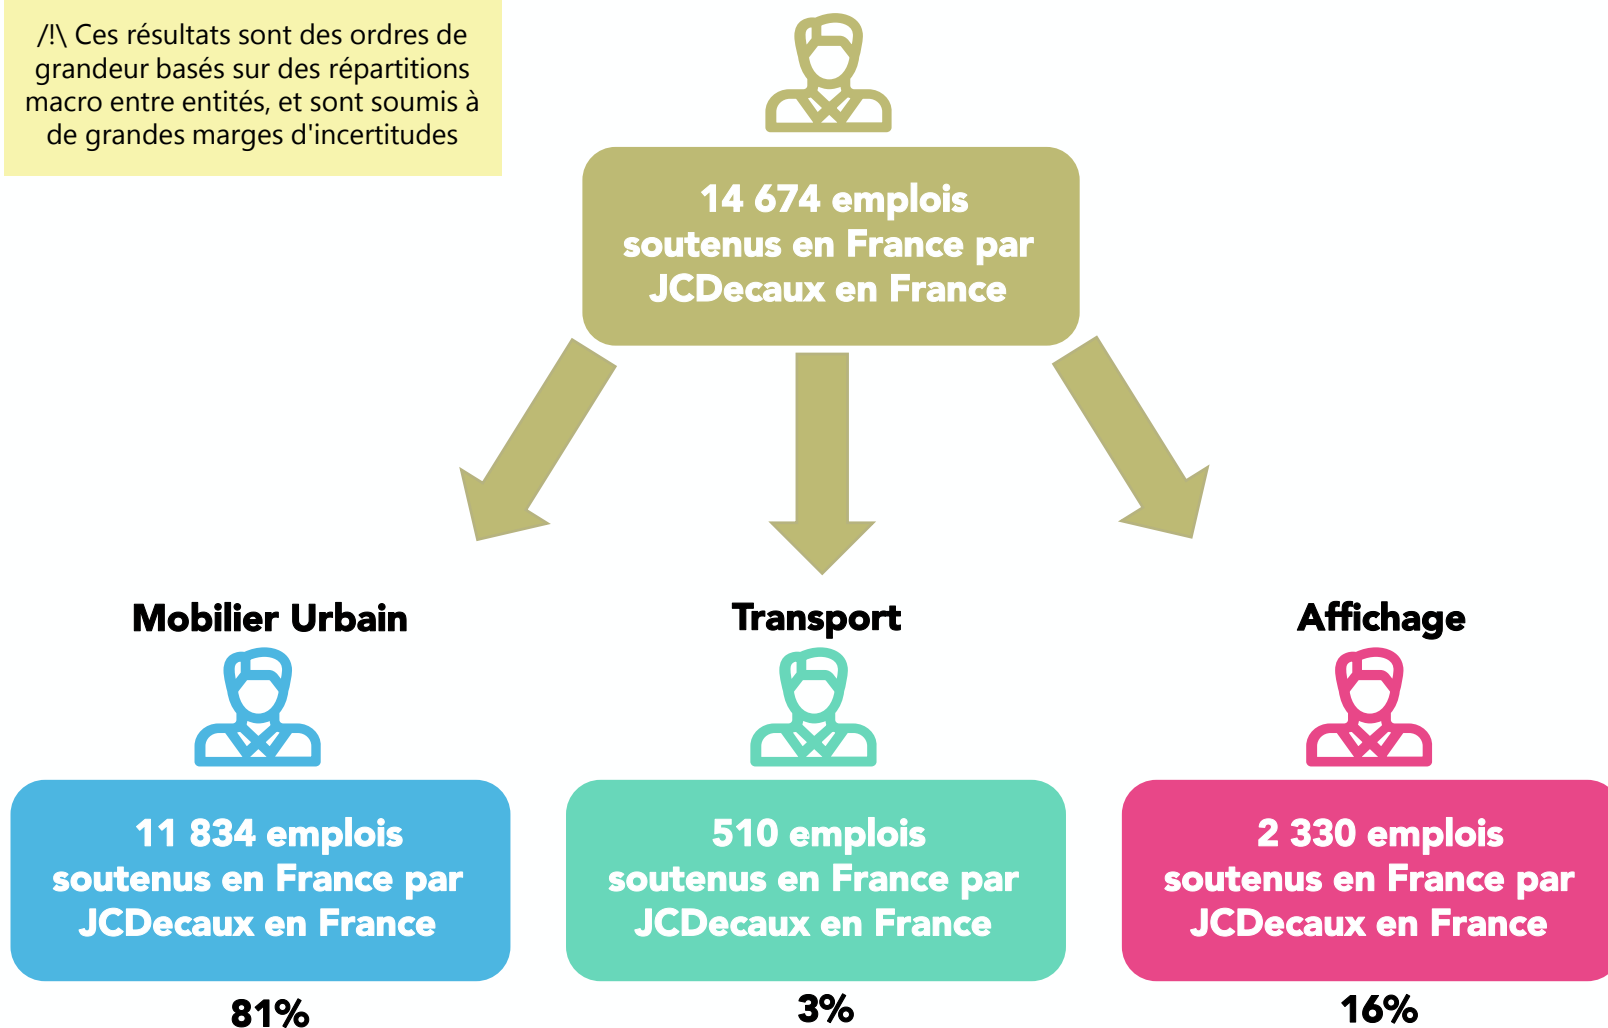 /!\ Ces résultats sont des ordres de
grandeur basés sur des répartitions
macro entre entités, et sont soumis à
de grandes marges d'incertitudes
14 674 emplois
soutenus en France par
JCDecaux en France
Mobilier Urbain
11 834 emplois
soutenus en France par
JCDecaux en France
81%
Transport
510 emplois
soutenus en France par
JCDecaux en France
3%
Affichage
2 330 emplois
soutenus en France par
JCDecaux en France
16%